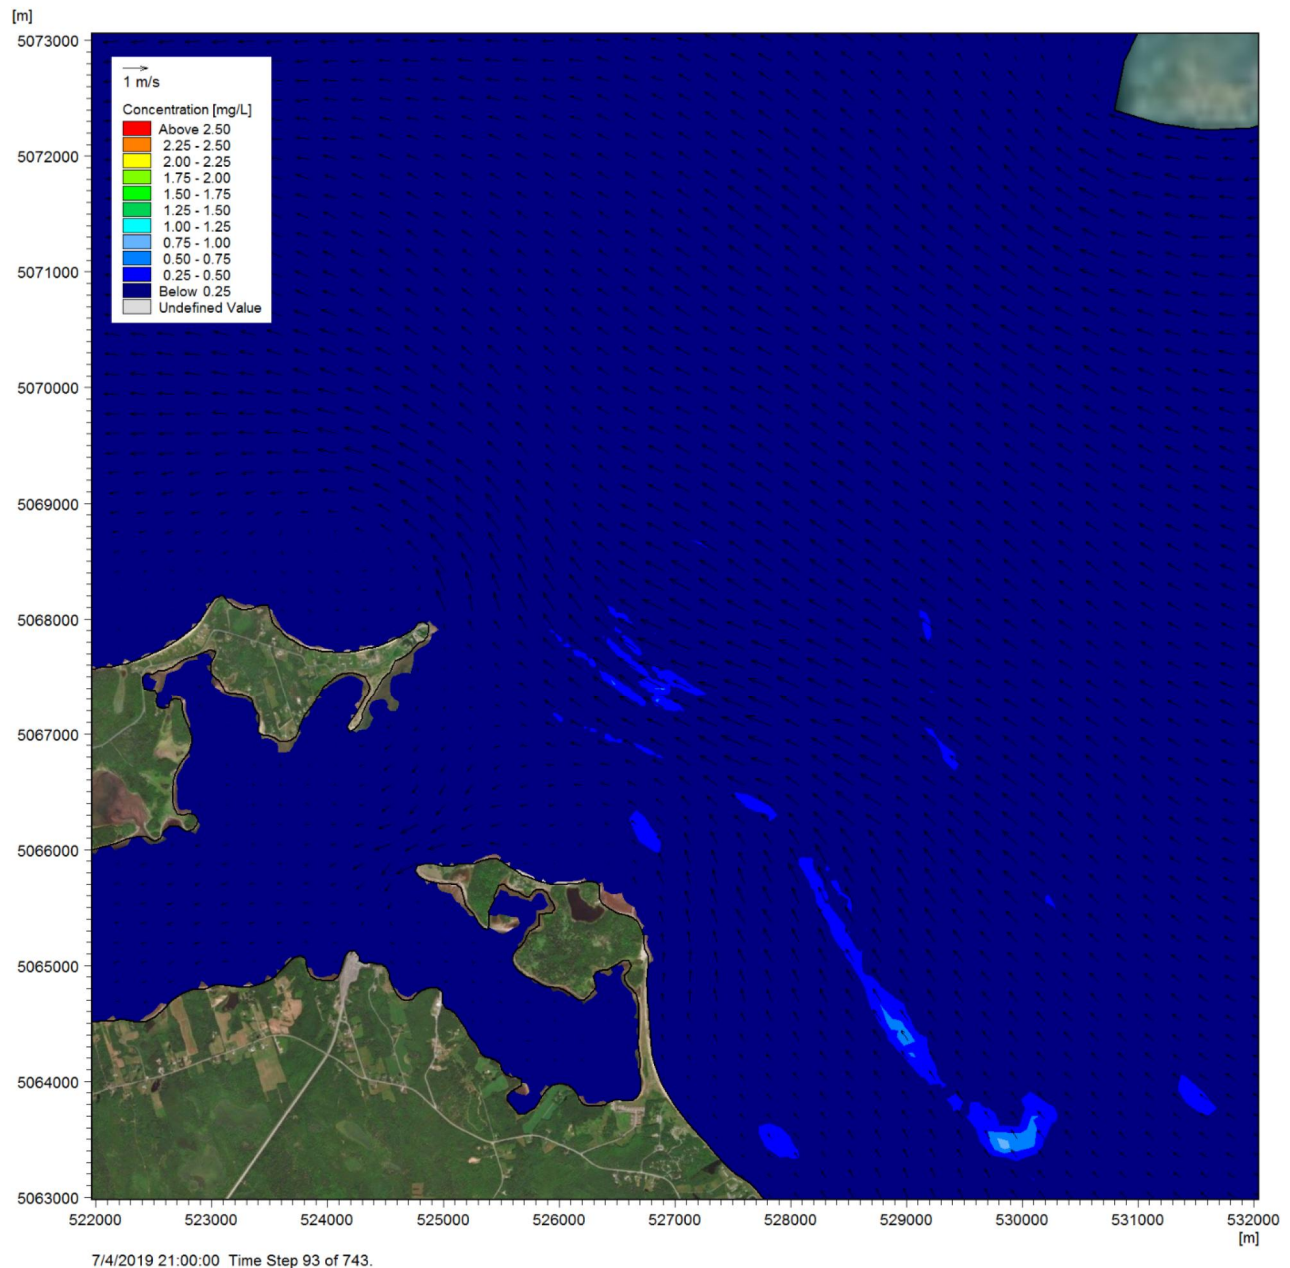 [m]
5073000
5072000
5071000
5070000
5069000
5068000
5067000
5066000
5065000
5064000
5063000
1 m/s
Concentration [mg/L]
Above 2.50
2.25 - 2.50
2.00 - 2.25
1.75 - 2.00
1.50 - 1.75
1.25 - 1.50
1.00 - 1.25
0.75 - 1.00
0.50 - 0.75
0.25 - 0.50
Below 0.25
Undefined Value
522000 523000 524000 525000 526000 527000 528000 529000 530000 531000 532000
[m]
7/4/2019 21:00:00 Time Step 93 of 743.